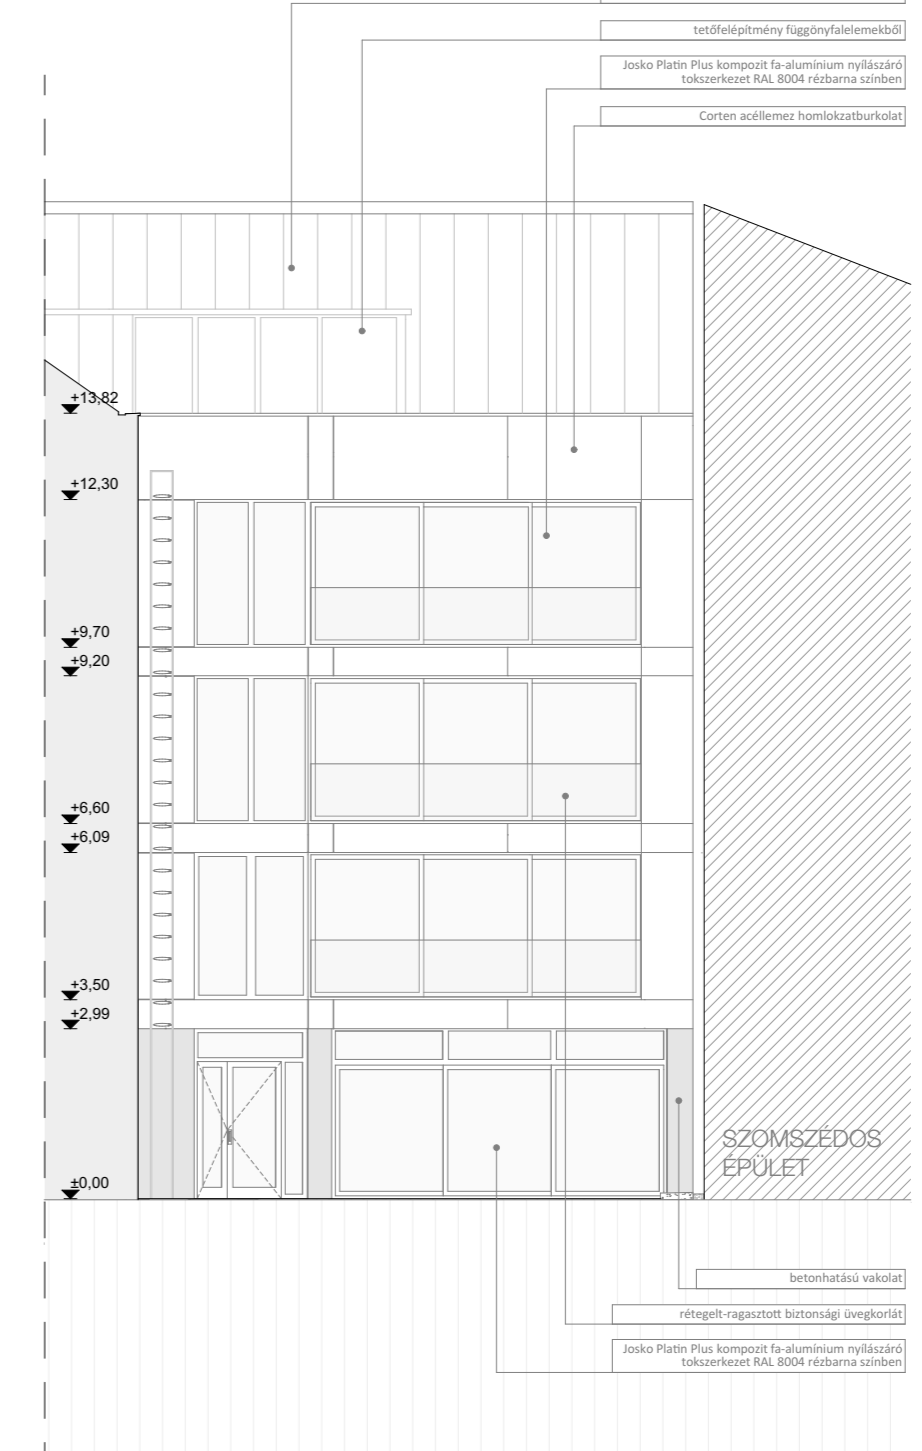 tetőfelépítmény függönyfalelemekből
Josko Platin Plus kompozit fa-alumínium nyílászáró
tokszerkezet RAL 8004 rézbarna színben
Corten acéllemez homlokzatburkolat
+13,82
+12,30
+9,70
+9,20
+6,60
+6,09
+3,50
+2,99
SZOMSZÉDOS
ÉPÜLET
±0,00
betonhatású vakolat
rétegelt-ragasztott biztonsági üvegkorlát
Josko Platin Plus kompozit fa-alumínium nyílászáró
tokszerkezet RAL 8004 rézbarna színben